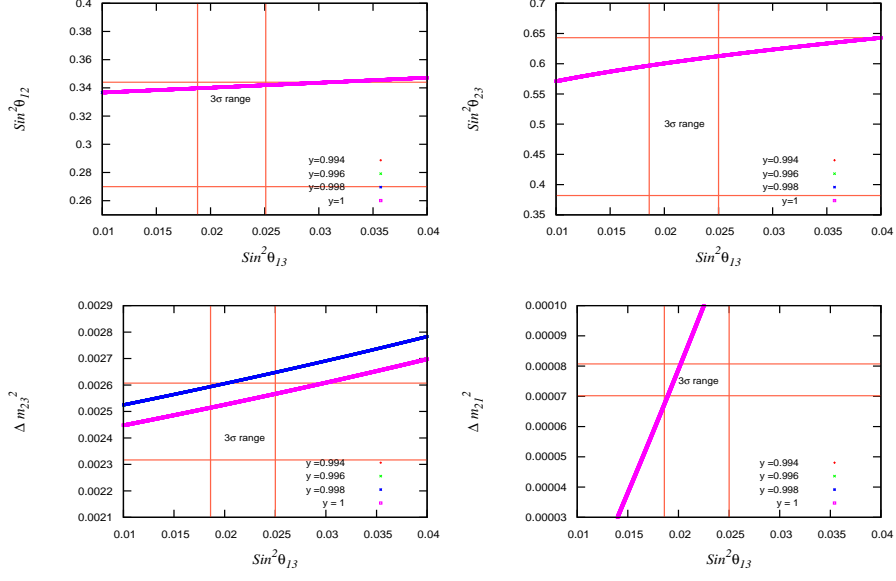 0.4
0.38
0.36
0.34
0.32
0.3
0.28
0.26
Sin²θ₁₂
3σ range
y=0.994
y=0.996
y=0.998
y=1
0.01 0.015 0.02 0.025 0.03 0.035 0.04
Sin²θ₁₃
0.7
0.65
0.6
0.55
0.5
0.45
0.4
0.35
Sin²θ₂₃
3σ range
y=0.994
y=0.996
y=0.998
y=1
0.01 0.015 0.02 0.025 0.03 0.035 0.04
Sin²θ₁₃
0.0029
0.0028
0.0027
0.0026
0.0025
0.0024
0.0023
0.0022
0.0021
Δ m₂₃²
3σ range
y =0.994
y =0.996
y =0.998
y = 1
0.01 0.015 0.02 0.025 0.03 0.035 0.04
Sin²θ₁₃
0.00010
0.00009
0.00008
0.00007
0.00006
0.00005
0.00004
0.00003
Δ m₂₁²
3σ range
y =0.994
y =0.996
y =0.998
y = 1
0.01 0.015 0.02 0.025 0.03 0.035 0.04
Sin²θ₁₃